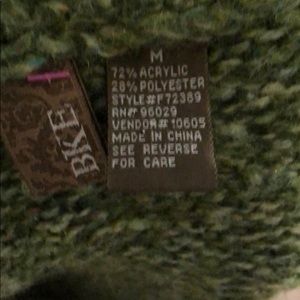 BKE
M
72% ACRYLIC
28% POLYESTER
STYLE#F72369
RN# 96029
VENDOR# 10605
MADE IN CHINA
SEE REVERSE
FOR CARE